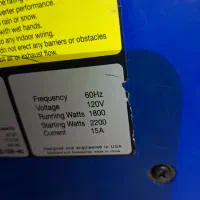 verter performance.
rain or snow.
with wet hands.
to any indoor wiring.
do not erect any barriers or obstacles
air or exhaust flow.
Frequency 60Hz
Voltage 120V
Running Watts 1800
Starting Watts 2200
Current 15A
Designed and engineered in U.S.A.